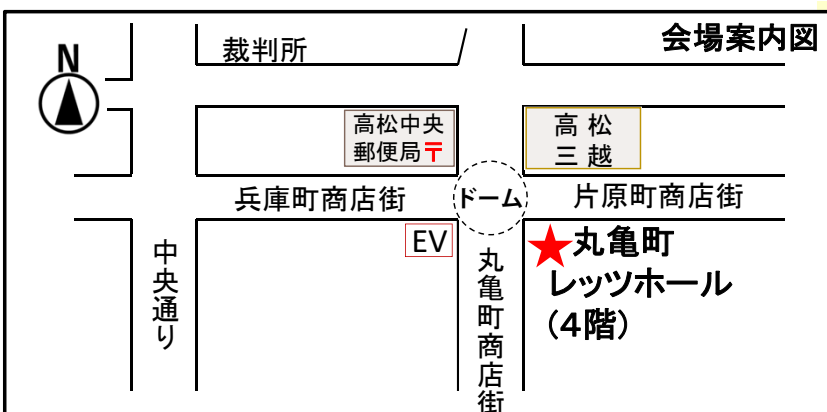 会場案内図
N
裁判所
高松中央
郵便局〒
高松
三越
兵庫町商店街
ドーム
片原町商店街
EV
中央通り
丸亀町商店街
★丸亀町
レッツホール
(4階)